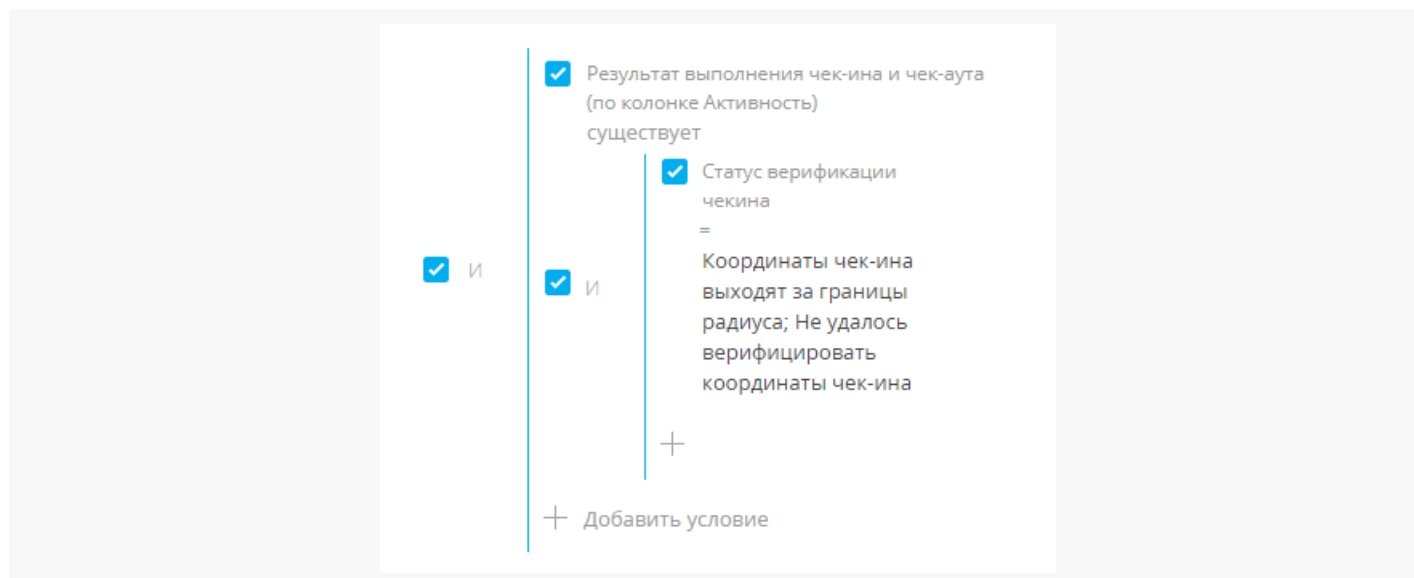 Результат выполнения чек-ина и чек-аута
(по колонке Активность)
существует
Статус верификации
чекина
=
И
Координаты чек-ина
И
выходят за границы
радиуса; Не удалось
верифицировать
координаты чек-ина
+
+ Добавить условие